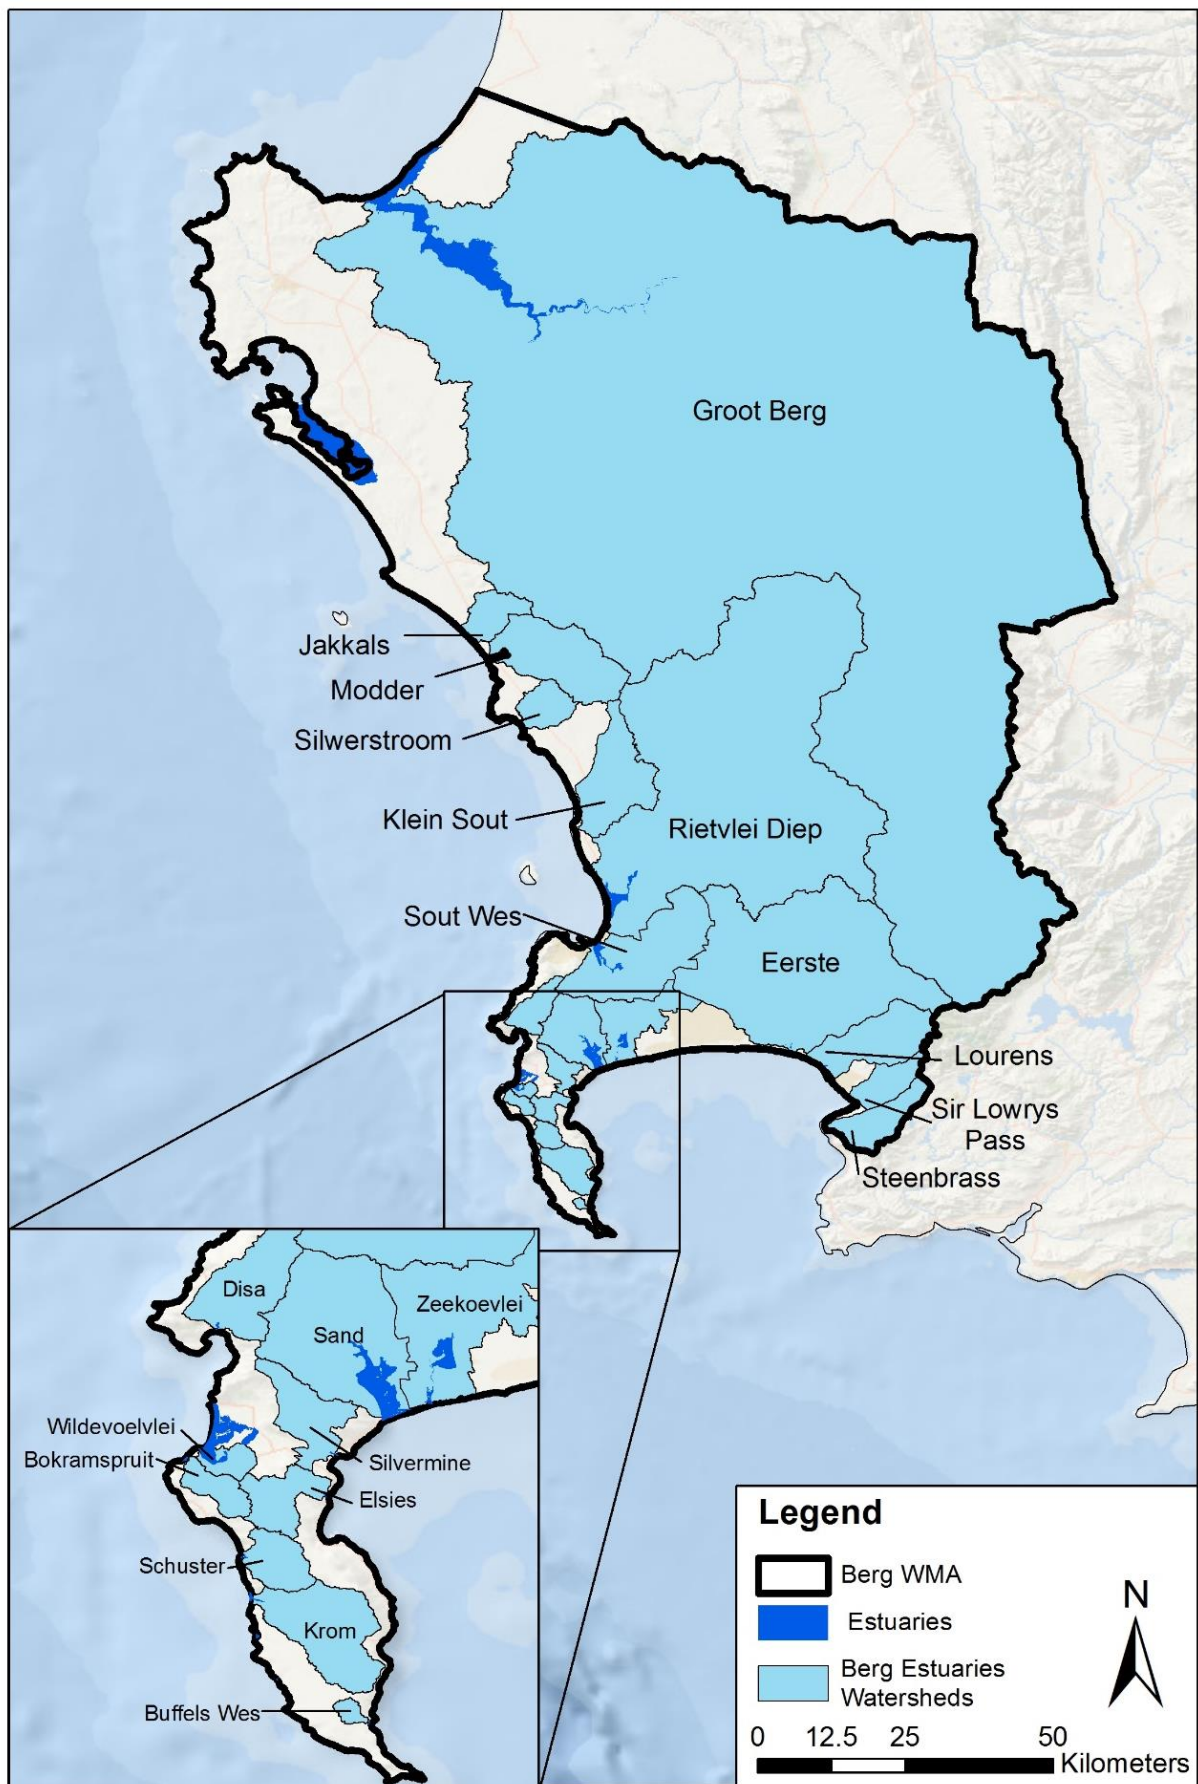 Groot Berg
Jakkals
Modder
Silwerstroom
Klein Sout
Rietvlei Diep
Sout Wes
Eerste
Lourens
Sir Lowrys
Pass
Steenbrass
Disa
Zeekoevlei
Sand
Wildevoelvlei
Bokramspruit
Silvermine
Elsies
Schuster
Krom
Buffels Wes
Legend
Berg WMA
Estuaries
Berg Estuaries
Watersheds
N
0 12.5 25 50
Kilometers